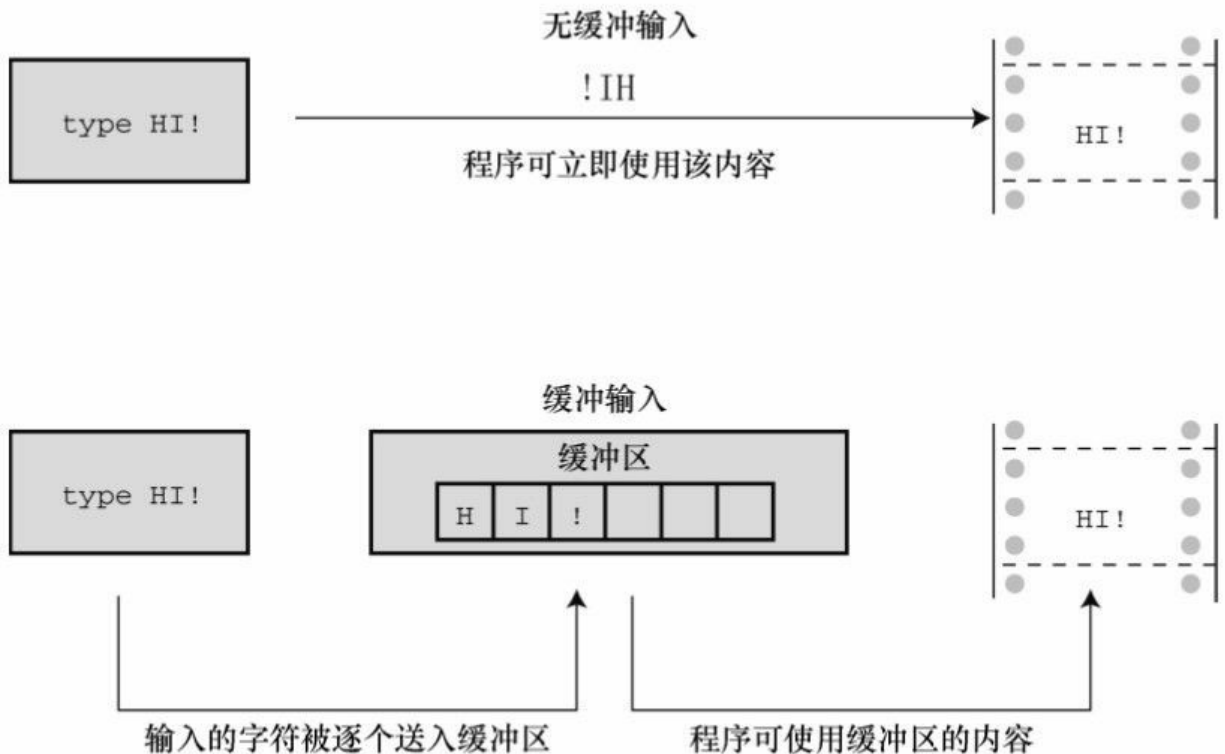 无缓冲输入
type HI!
!IH
HI!
程序可立即使用该内容
缓冲输入
缓冲区
type HI!
H I !
HI!
输入的字符被逐个送入缓冲区
程序可使用缓冲区的内容